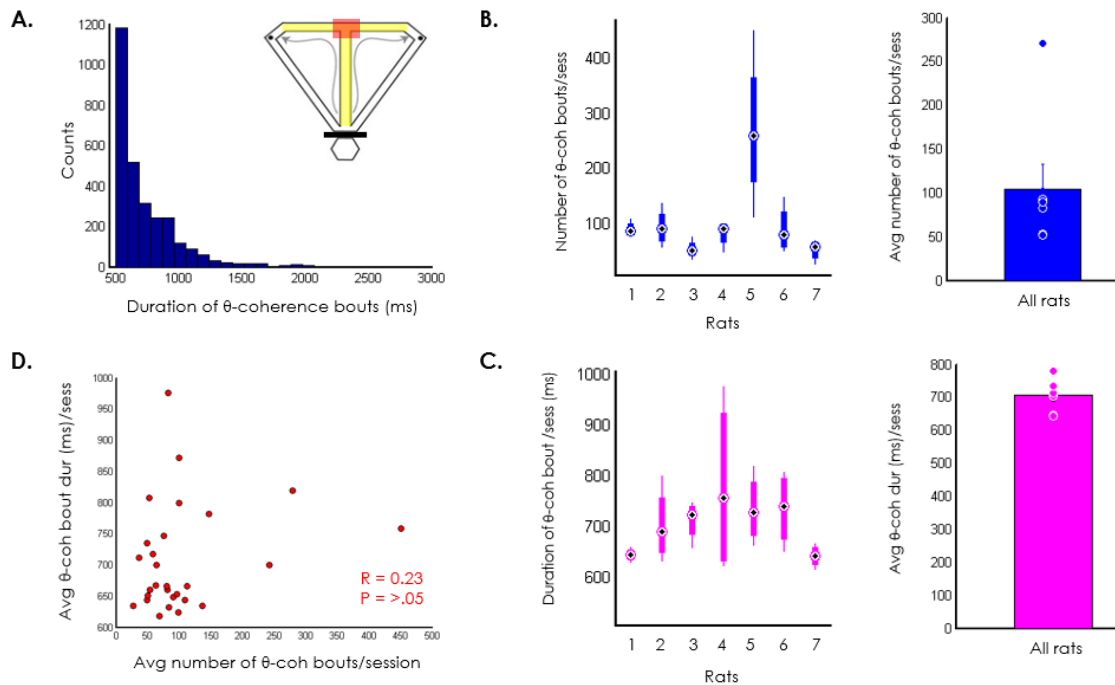 A.
1200
1000
800
600
400
200
0
Counts
500 1000 1500 2000 2500 3000
Duration of θ-coherence bouts (ms)
B.
400
300
200
100
Number of θ-coh bouts/sess
1 2 3 4 5 6 7
Rats
300
250
200
150
100
50
0
Avg number of θ-coh bouts/sess
All rats
D.
1000
950
900
850
800
750
700
650
600
Avg θ-coh bout dur (ms)/sess
R = 0.23
P = >.05
0 50 100 150 200 250 300 350 400 450 500
Avg number of θ-coh bouts/session
C.
1000
800
700
600
Duration of θ-coh bout /sess (ms)
1 2 3 4 5 6 7
Rats
800
700
600
500
400
300
200
100
0
Avg θ-coh dur (ms)/sess
All rats